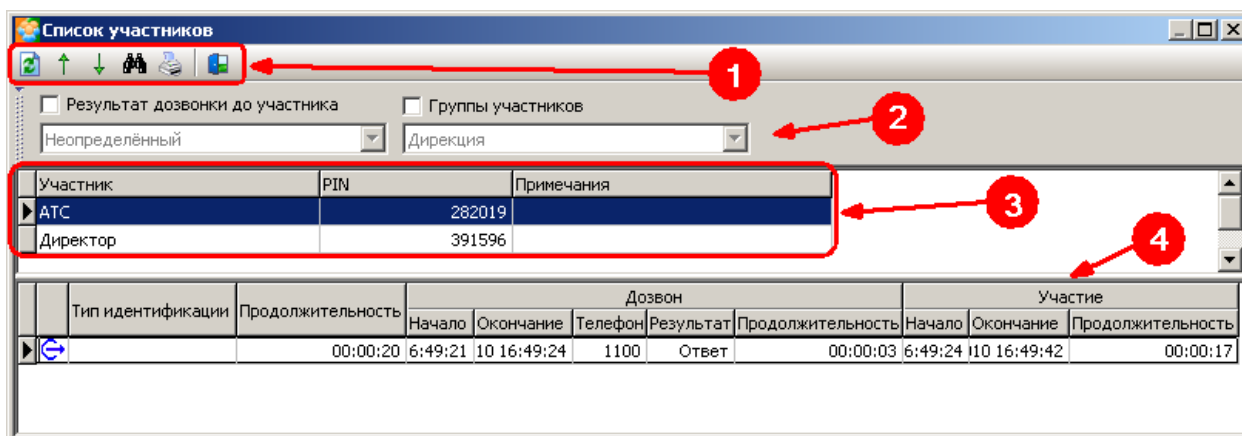 Список участников
1
Результат дозвонки до участника Группы участников
Неопределённый Дирекция
2
Участник PIN Примечания
АТС 282019
3
Директор 391596
4
Дозвон Участие
Тип идентификации Продолжительность Начало Окончание Телефон Результат Продолжительность Начало Окончание Продолжительность
00:00:20 6:49:21 10 16:49:24 1100 Ответ 00:00:03 6:49:24 10 16:49:42 00:00:17